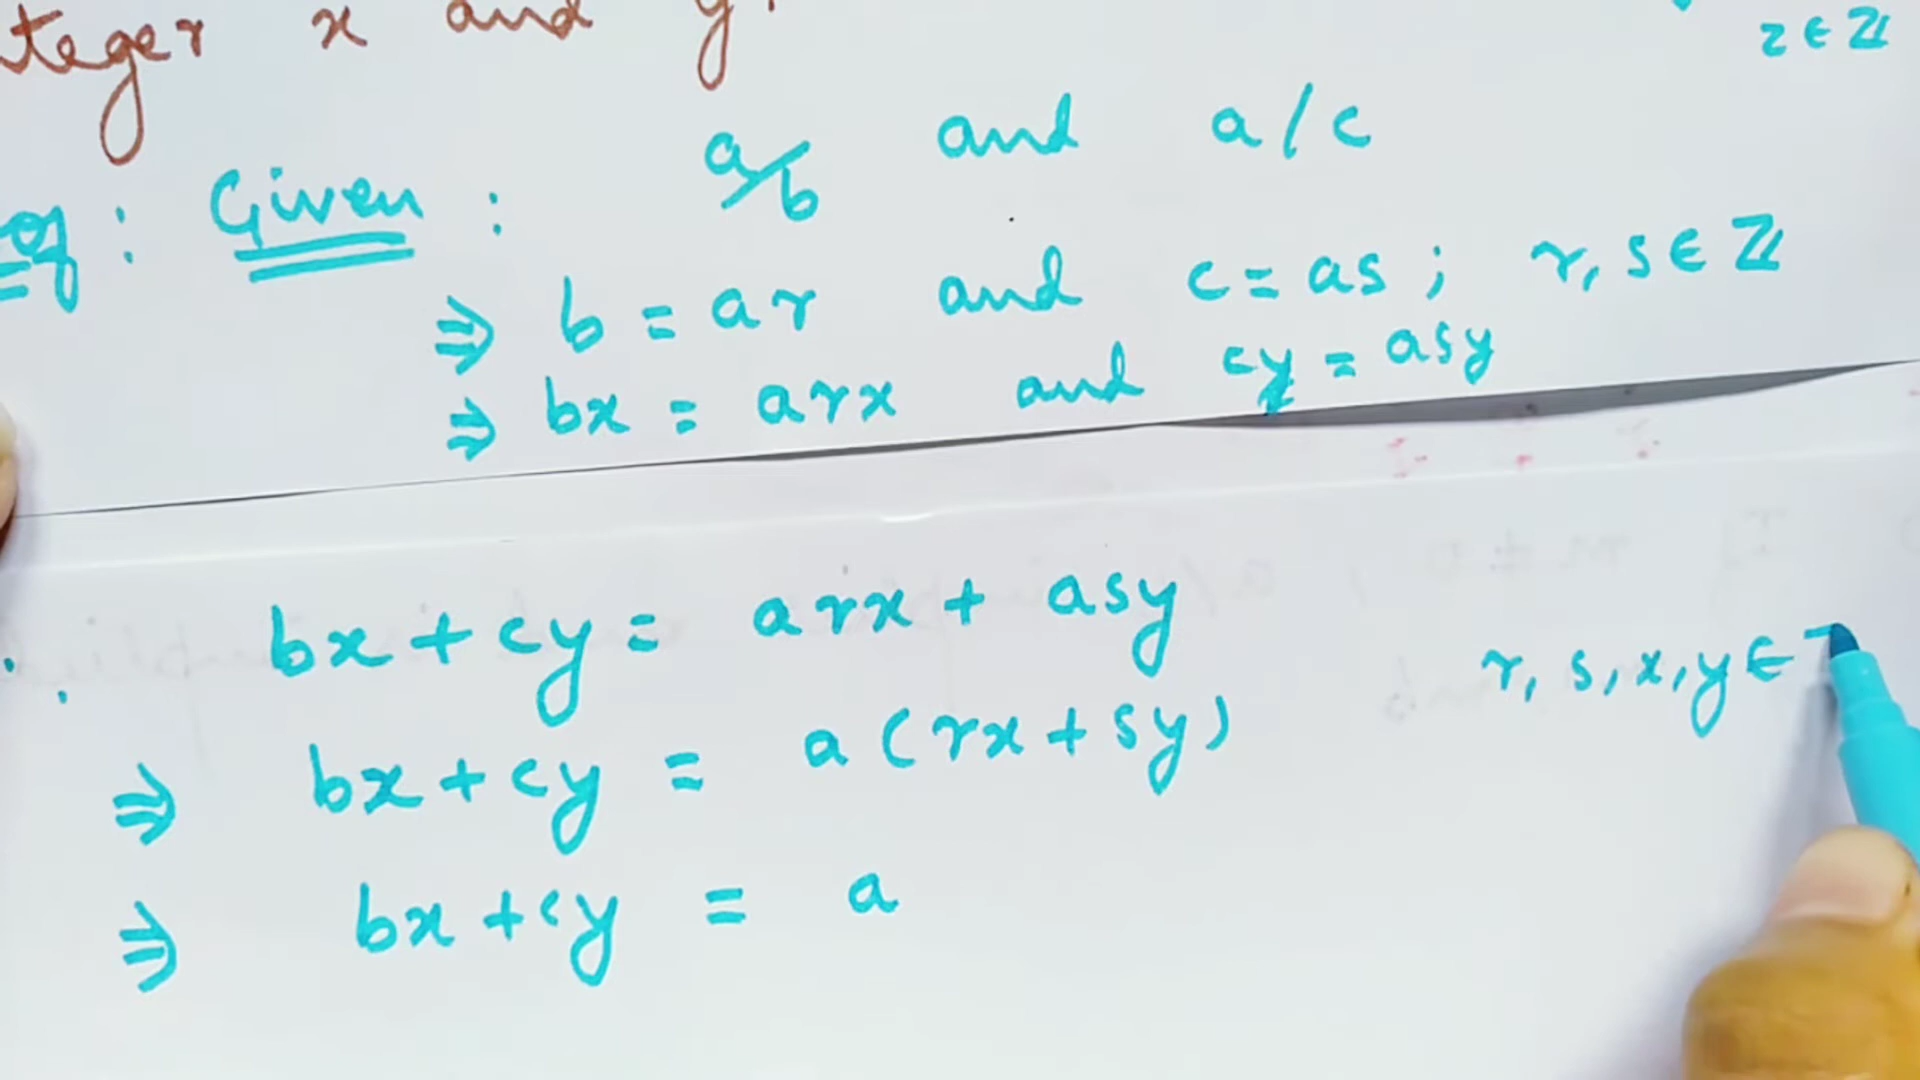 teger x and y.
z ∈ ℤ
Given : a/b and a/c
⇒ b = ar and c = as ; r, s ∈ ℤ
⇒ bx = arx and cy = asy
∴ bx + cy = arx + asy
r, s, x, y ∈
⇒ bx + cy = a (rx + sy)
⇒ bx + cy = a